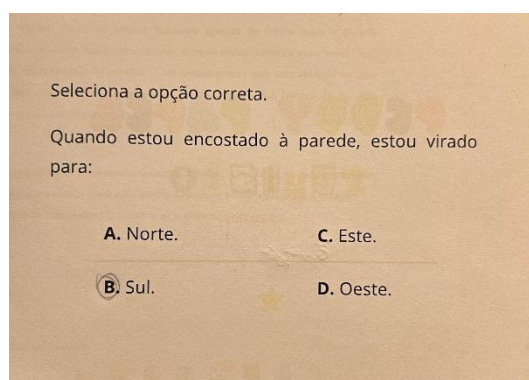 Seleciona a opção correta.
Quando estou encostado à parede, estou virado
para:
A. Norte.
C. Este.
B. Sul.
D. Oeste.